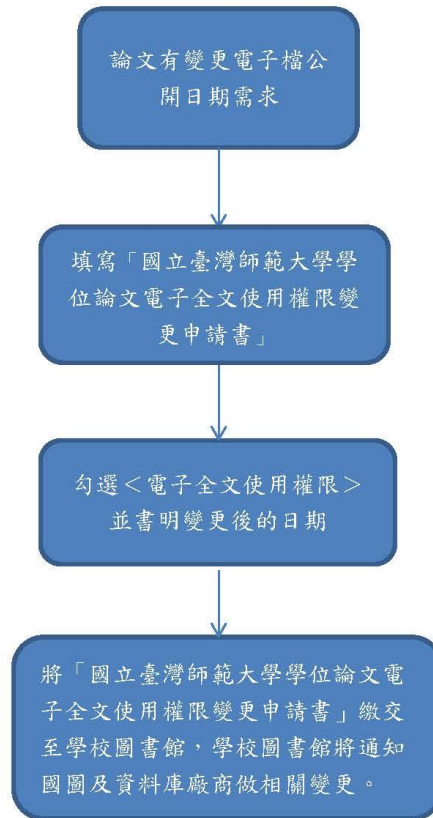 論文有變更電子檔公
開日期需求
填寫「國立臺灣師範大學學
位論文電子全文使用權限變
更申請書」
勾選＜電子全文使用權限＞
並書明變更後的日期
將「國立臺灣師範大學學位論文電
子全文使用權限變更申請書」繳交
至學校圖書館，學校圖書館將通知
國圖及資料庫廠商做相關變更。